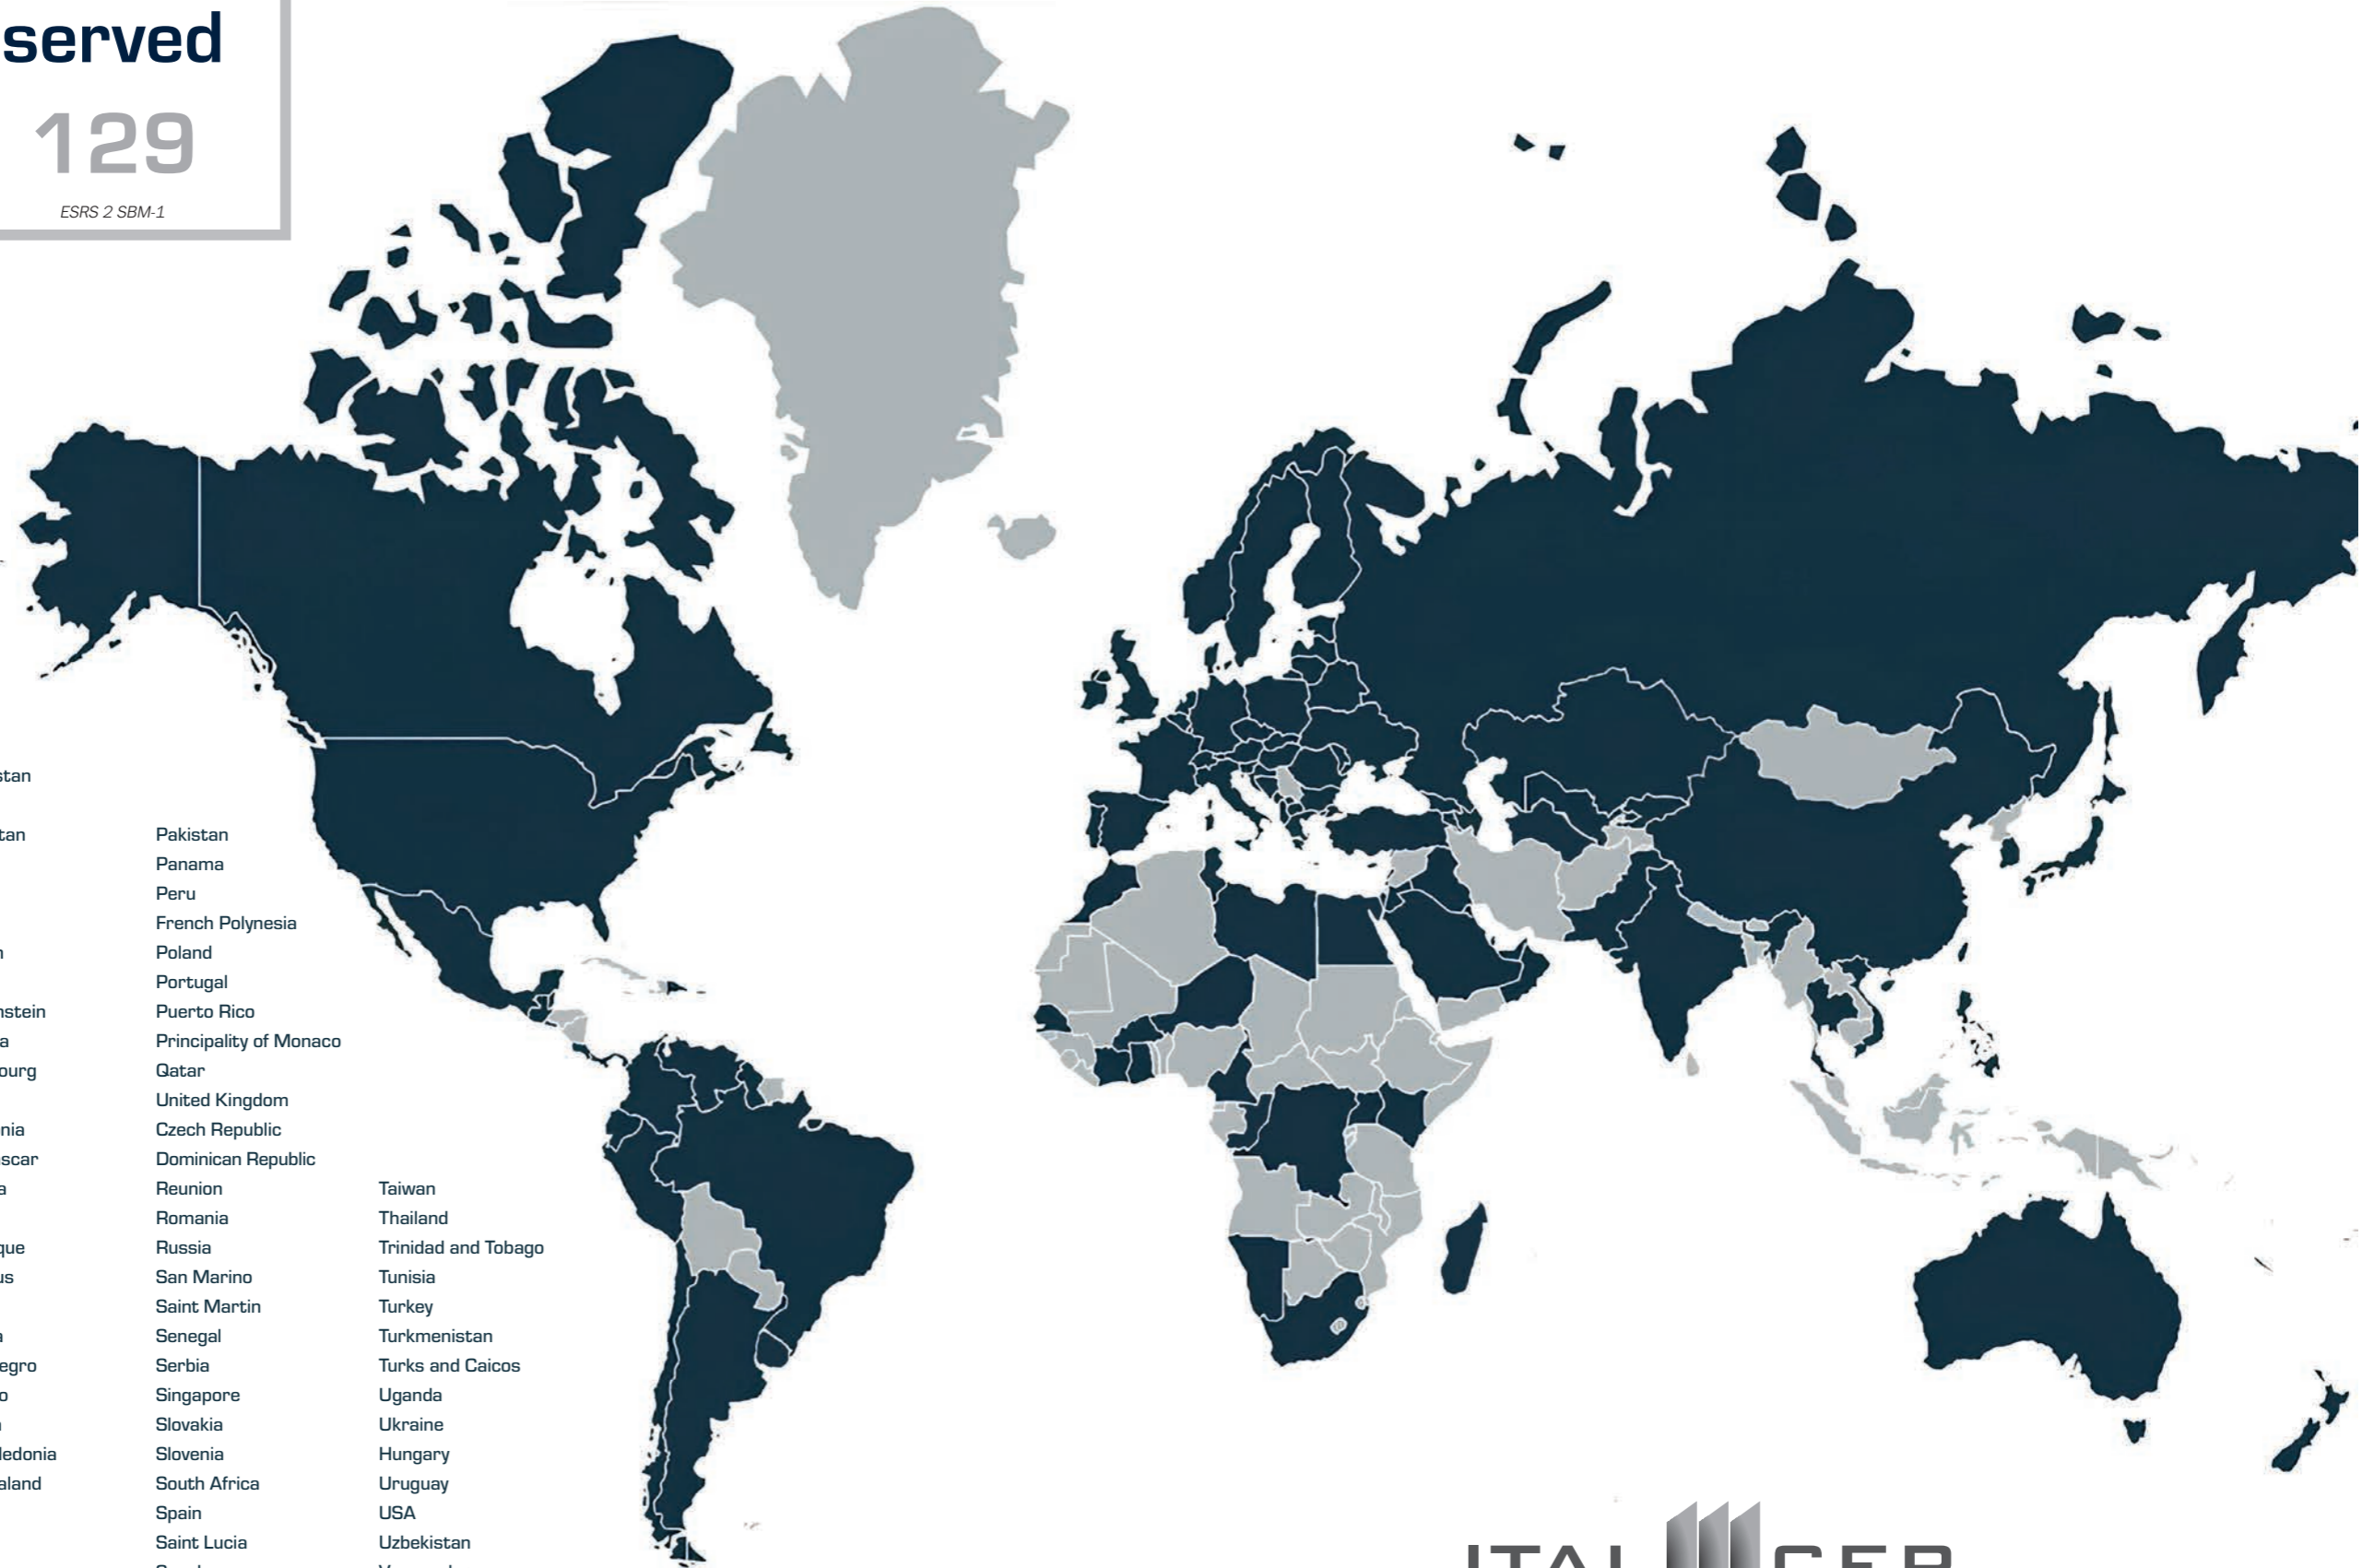 served
129
ESRS 2 SBM-1
stan
tan
n
nstein
a
ourg
nia
scar
a
que
us
a
egro
o
ledonia
aland
Pakistan
Panama
Peru
French Polynesia
Poland
Portugal
Puerto Rico
Principality of Monaco
Qatar
United Kingdom
Czech Republic
Dominican Republic
Reunion
Romania
Russia
San Marino
Saint Martin
Senegal
Serbia
Singapore
Slovakia
Slovenia
South Africa
Spain
Saint Lucia
Taiwan
Thailand
Trinidad and Tobago
Tunisia
Turkey
Turkmenistan
Turks and Caicos
Uganda
Ukraine
Hungary
Uruguay
USA
Uzbekistan
ITALCER